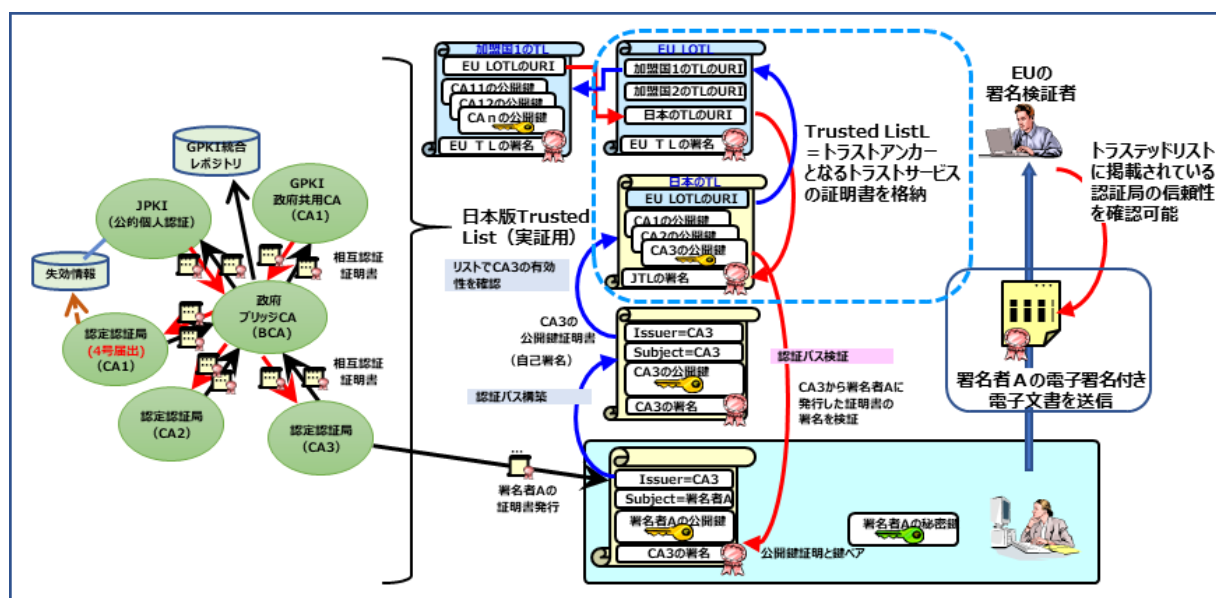 加盟国1のTL
EU LOTLのURI
CA11の公開鍵
CA12の公開鍵
CAnの公開鍵
EU TLの署名
EU LOTL
加盟国1のTLのURI
加盟国2のTLのURI
日本のTLのURI
EU TLの署名
Trusted ListL
=トラストアンカー
となるトラストサービス
の証明書を格納
EUの
署名検証者
トラステッドリスト
に掲載されている
認証局の信頼性
を確認可能
GPKI統合
レポジトリ
JPKI
(公的個人認証)
GPKI
政府共用CA
(CA1)
相互認証
証明書
失効情報
政府
ブリッジCA
(BCA)
認定認証局
(4号届出)
(CA1)
相互認証
証明書
認定認証局
(CA2)
認定認証局
(CA3)
日本版Trusted
List(実証用)
リストでCA3の有効
性を確認
日本のTL
EU LOTLのURI
CA1の公開鍵
CA2の公開鍵
CA3の公開鍵
JTLの署名
CA3の
公開鍵証明書
(自己署名)
認証パス構築
Issuer=CA3
Subject=CA3
CA3の公開鍵
CA3の署名
認証パス検証
CA3から署名者Aに
発行した証明書の
署名を検証
署名者Aの電子署名付き
電子文書を送信
…
署名者Aの
証明書発行
Issuer=CA3
Subject=署名者A
署名者Aの公開鍵
CA3の署名
公開鍵証明と鍵ペア
署名者Aの秘密鍵